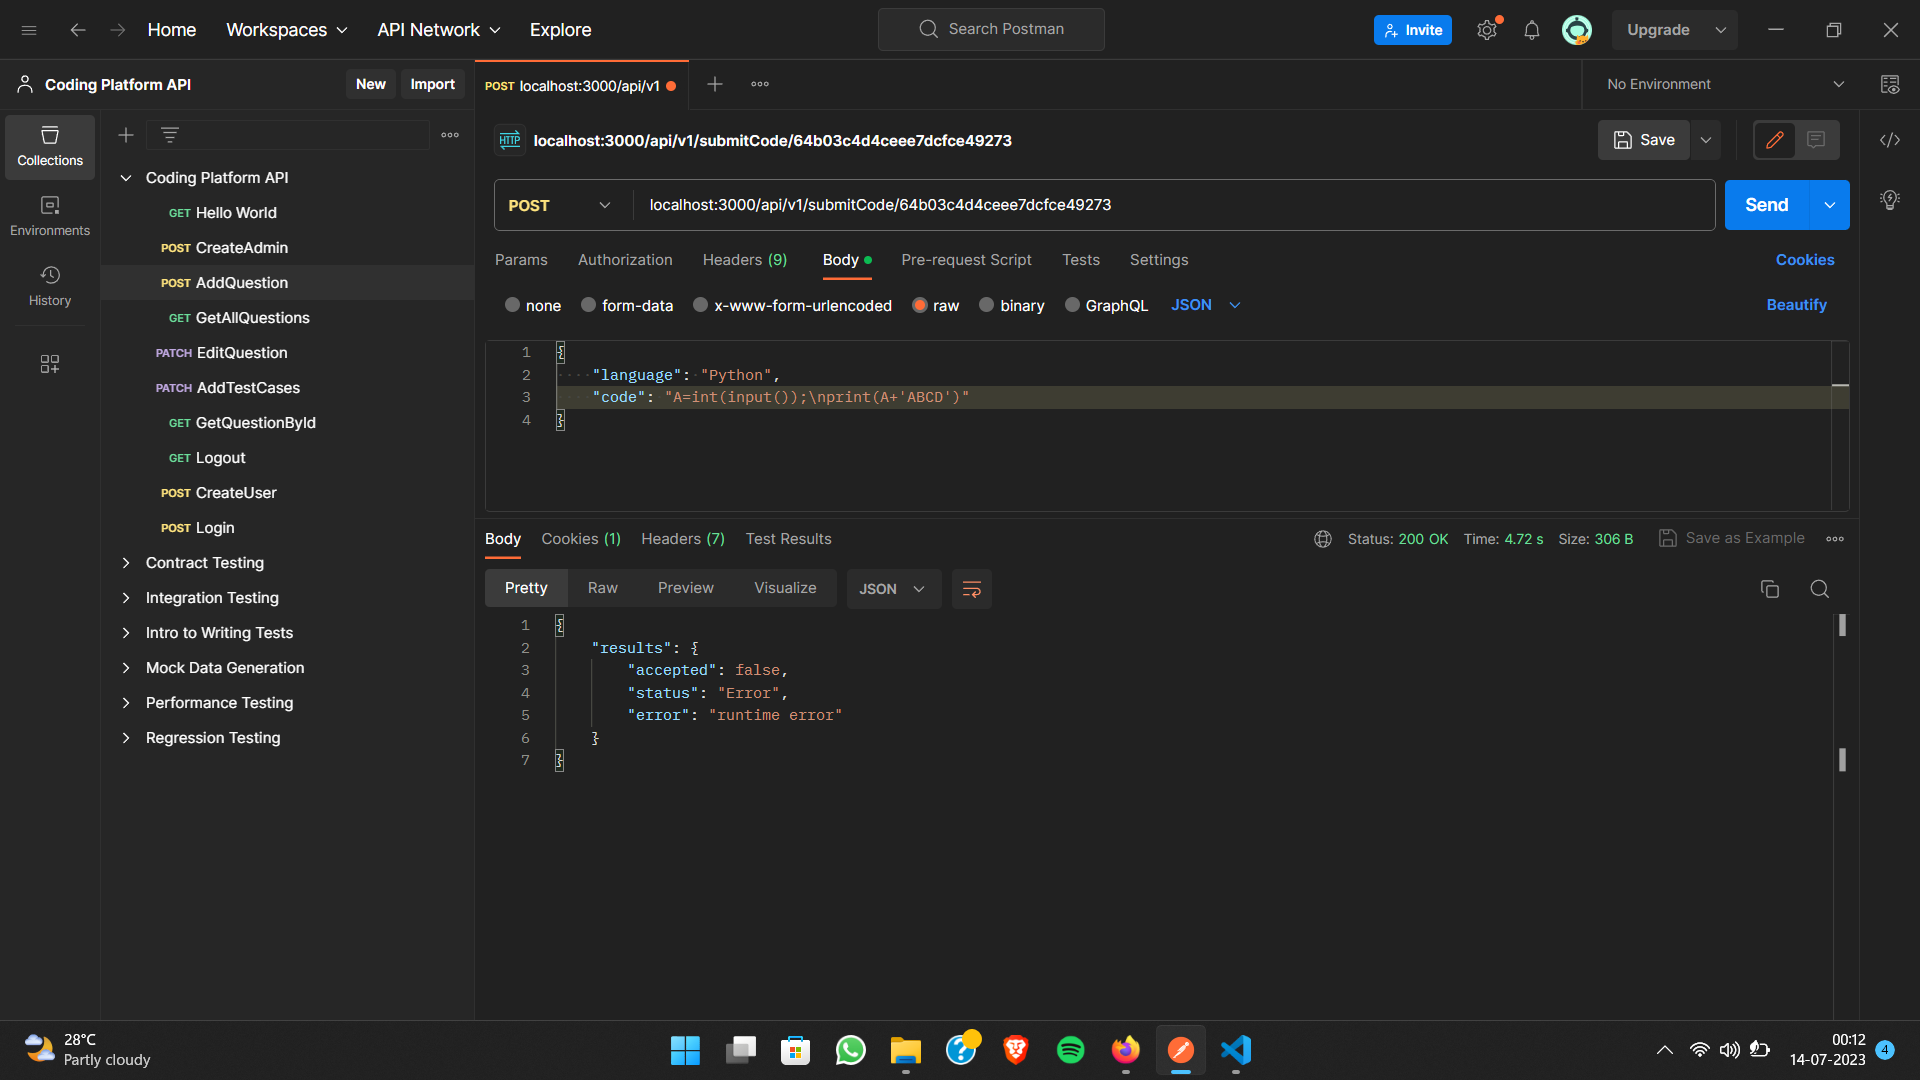 Home Workspaces API Network Explore Search Postman Invite Upgrade
Coding Platform API New Import POST localhost:3000/api/v1 No Environment
Collections
Environments
History
Coding Platform API
GET Hello World
POST CreateAdmin
POST AddQuestion
GET GetAllQuestions
PATCH EditQuestion
PATCH AddTestCases
GET GetQuestionById
GET Logout
POST CreateUser
POST Login
Contract Testing
Integration Testing
Intro to Writing Tests
Mock Data Generation
Performance Testing
Regression Testing
HTTP localhost:3000/api/v1/submitCode/64b03c4d4ceee7dcfce49273 Save
POST localhost:3000/api/v1/submitCode/64b03c4d4ceee7dcfce49273 Send
Params Authorization Headers (9) Body Pre-request Script Tests Settings Cookies
none form-data x-www-form-urlencoded raw binary GraphQL JSON Beautify
1 {
2 "language": "Python",
3 "code": "A=int(input());\nprint(A+'ABCD')"
4 }
Body Cookies (1) Headers (7) Test Results Status: 200 OK Time: 4.72 s Size: 306 B Save as Example
Pretty Raw Preview Visualize JSON
1 {
2 "results": {
3 "accepted": false,
4 "status": "Error",
5 "error": "runtime error"
6 }
7 }
28°C
Partly cloudy
00:12
14-07-2023 4